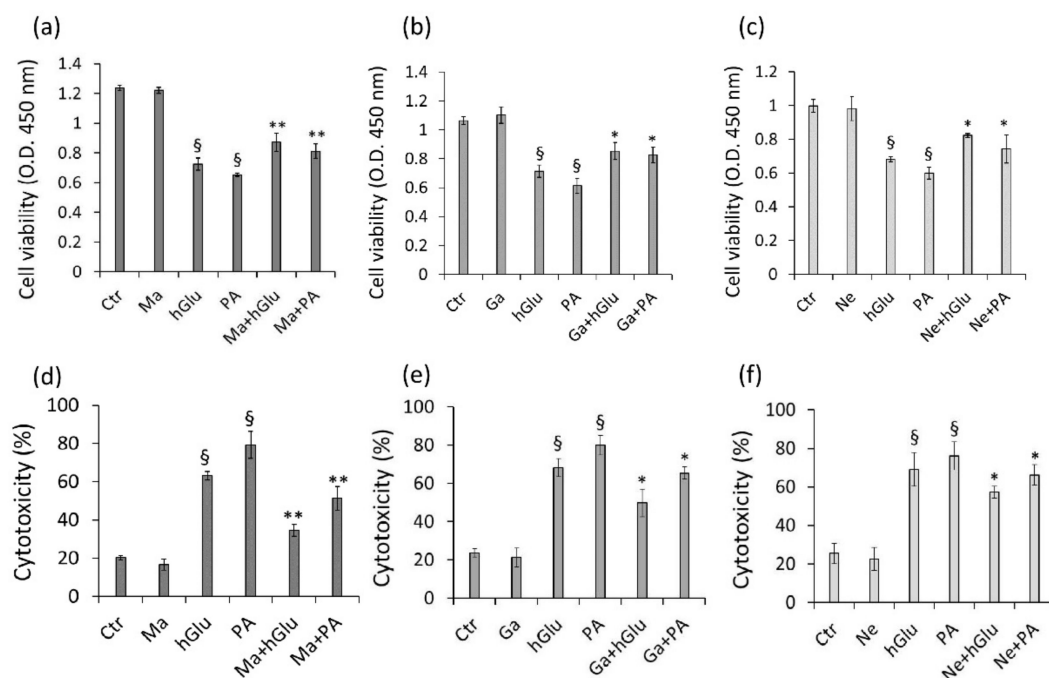 (a)
Cell viability (O.D. 450 nm)
1.4
1.2
1
0.8
0.6
0.4
0.2
0
§
§
**
**
Ctr
Ma
hGlu
PA
Ma+hGlu
Ma+PA
(b)
Cell viability (O.D. 450 nm)
1.4
1.2
1
0.8
0.6
0.4
0.2
0
§
§
*
*
Ctr
Ga
hGlu
PA
Ga+hGlu
Ga+PA
(c)
Cell viability (O.D. 450 nm)
1.2
1
0.8
0.6
0.4
0.2
0
§
§
*
*
Ctr
Ne
hGlu
PA
Ne+hGlu
Ne+PA
(d)
Cytotoxicity (%)
100
80
60
40
20
0
§
§
**
**
Ctr
Ma
hGlu
PA
Ma+hGlu
Ma+PA
(e)
Cytotoxicity (%)
100
80
60
40
20
0
§
§
*
*
Ctr
Ga
hGlu
PA
Ga+hGlu
Ga+PA
(f)
Cytotoxicity (%)
100
80
60
40
20
0
§
§
*
*
Ctr
Ne
hGlu
PA
Ne+hGlu
Ne+PA